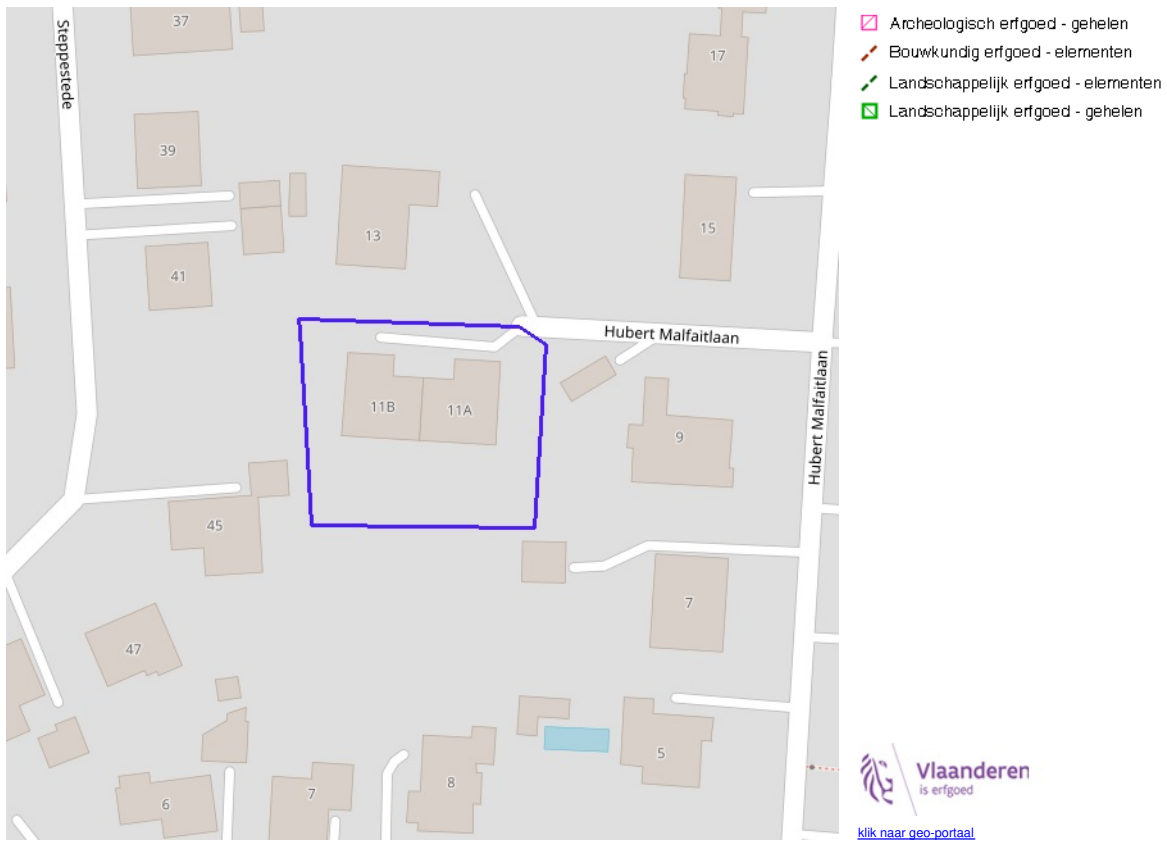 Steppestede
37
17
39
13
15
41
Hubert Malfaitlaan
Hubert Malfaitlaan
11B
11A
9
45
7
47
5
8
7
6
Archeologisch erfgoed - gehelen
Bouwkundig erfgoed - elementen
Landschappelijk erfgoed - elementen
Landschappelijk erfgoed - gehelen
Vlaanderen
is erfgoed
klik naar geo-portaal